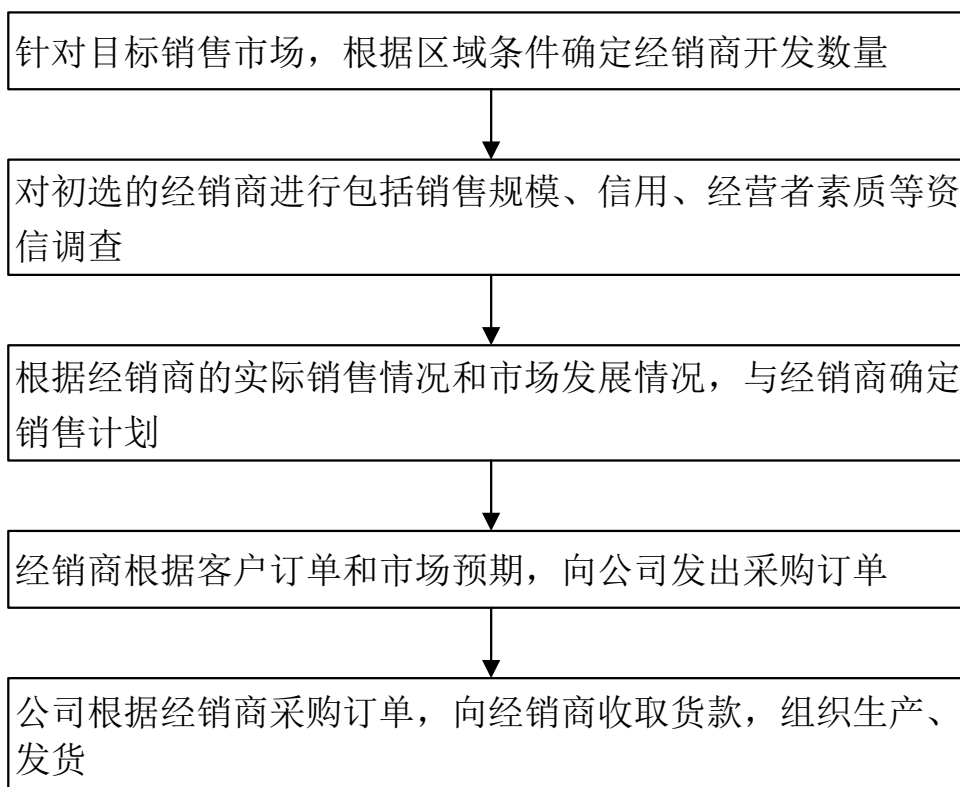 针对目标销售市场，根据区域条件确定经销商开发数量
对初选的经销商进行包括销售规模、信用、经营者素质等资
信调查
根据经销商的实际销售情况和市场发展情况，与经销商确定
销售计划
经销商根据客户订单和市场预期，向公司发出采购订单
公司根据经销商采购订单，向经销商收取货款，组织生产、
发货